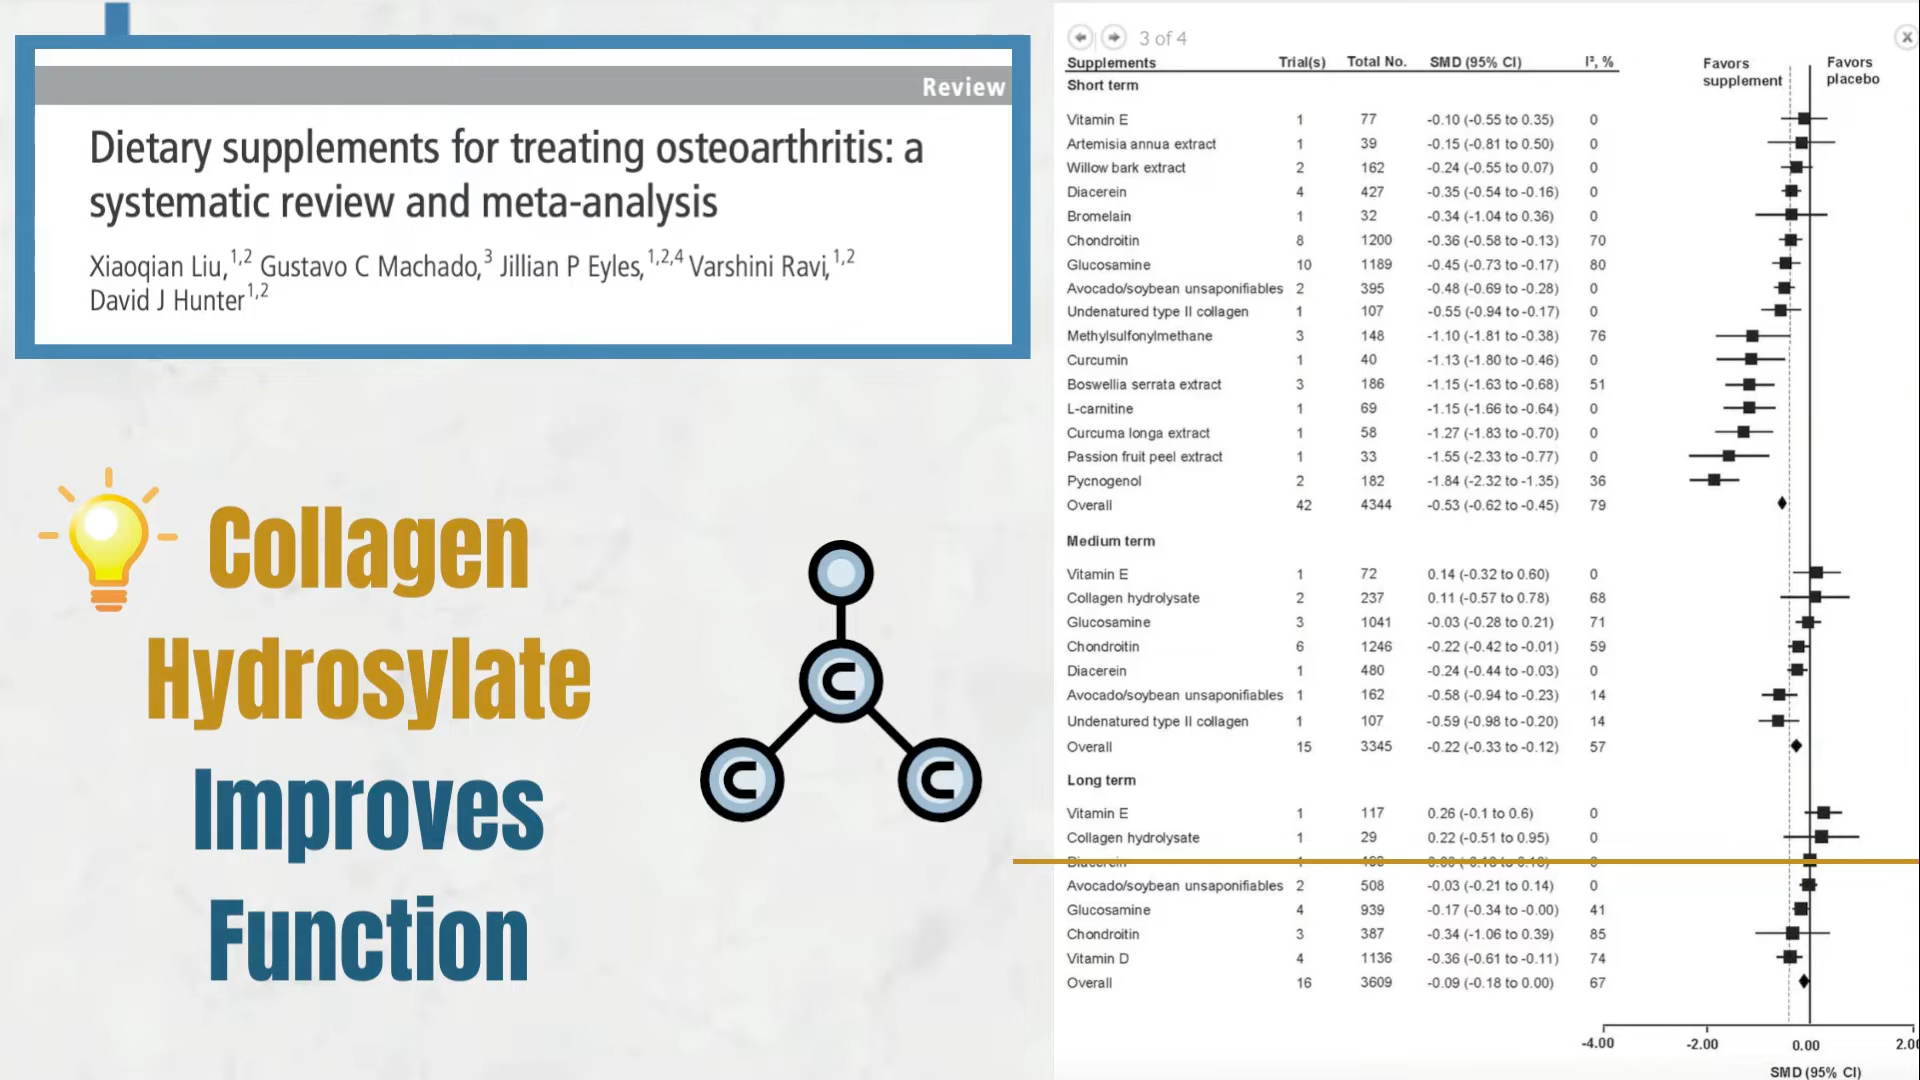 Review
Dietary supplements for treating osteoarthritis: a
systematic review and meta-analysis
Xiaoqian Liu,1,2 Gustavo C Machado,3 Jillian P Eyles,1,2,4 Varshini Ravi,1,2
David J Hunter1,2
Collagen
Hydrosylate
Improves
Function
C
C C
3 of 4
Supplements Trial(s) Total No. SMD (95% CI) I², % Favors supplement Favors placebo
Short term
Vitamin E 1 77 -0.10 (-0.55 to 0.35) 0
Artemisia annua extract 1 39 -0.15 (-0.81 to 0.50) 0
Willow bark extract 2 162 -0.24 (-0.55 to 0.07) 0
Diacerein 4 427 -0.35 (-0.54 to -0.16) 0
Bromelain 1 32 -0.34 (-1.04 to 0.36) 0
Chondroitin 8 1200 -0.36 (-0.58 to -0.13) 70
Glucosamine 10 1189 -0.45 (-0.73 to -0.17) 80
Avocado/soybean unsaponifiables 2 395 -0.48 (-0.69 to -0.28) 0
Undenatured type II collagen 1 107 -0.55 (-0.94 to -0.17) 0
Methylsulfonylmethane 3 148 -1.10 (-1.81 to -0.38) 76
Curcumin 1 40 -1.13 (-1.80 to -0.46) 0
Boswellia serrata extract 3 186 -1.15 (-1.63 to -0.68) 51
L-carnitine 1 69 -1.15 (-1.66 to -0.64) 0
Curcuma longa extract 1 58 -1.27 (-1.83 to -0.70) 0
Passion fruit peel extract 1 33 -1.55 (-2.33 to -0.77) 0
Pycnogenol 2 182 -1.84 (-2.32 to -1.35) 36
Overall 42 4344 -0.53 (-0.62 to -0.45) 79
Medium term
Vitamin E 1 72 0.14 (-0.32 to 0.60) 0
Collagen hydrolysate 2 237 0.11 (-0.57 to 0.78) 68
Glucosamine 3 1041 -0.03 (-0.28 to 0.21) 71
Chondroitin 6 1246 -0.22 (-0.42 to -0.01) 59
Diacerein 1 480 -0.24 (-0.44 to -0.03) 0
Avocado/soybean unsaponifiables 1 162 -0.58 (-0.94 to -0.23) 14
Undenatured type II collagen 1 107 -0.59 (-0.98 to -0.20) 14
Overall 15 3345 -0.22 (-0.33 to -0.12) 57
Long term
Vitamin E 1 117 0.26 (-0.1 to 0.6) 0
Collagen hydrolysate 1 29 0.22 (-0.51 to 0.95) 0
Diacerein 1
Avocado/soybean unsaponifiables 2 508 -0.03 (-0.21 to 0.14) 0
Glucosamine 4 939 -0.17 (-0.34 to -0.00) 41
Chondroitin 3 387 -0.34 (-1.06 to 0.39) 85
Vitamin D 4 1136 -0.36 (-0.61 to -0.11) 74
Overall 16 3609 -0.09 (-0.18 to 0.00) 67
-4.00 -2.00 0.00
SMD (95% CI)